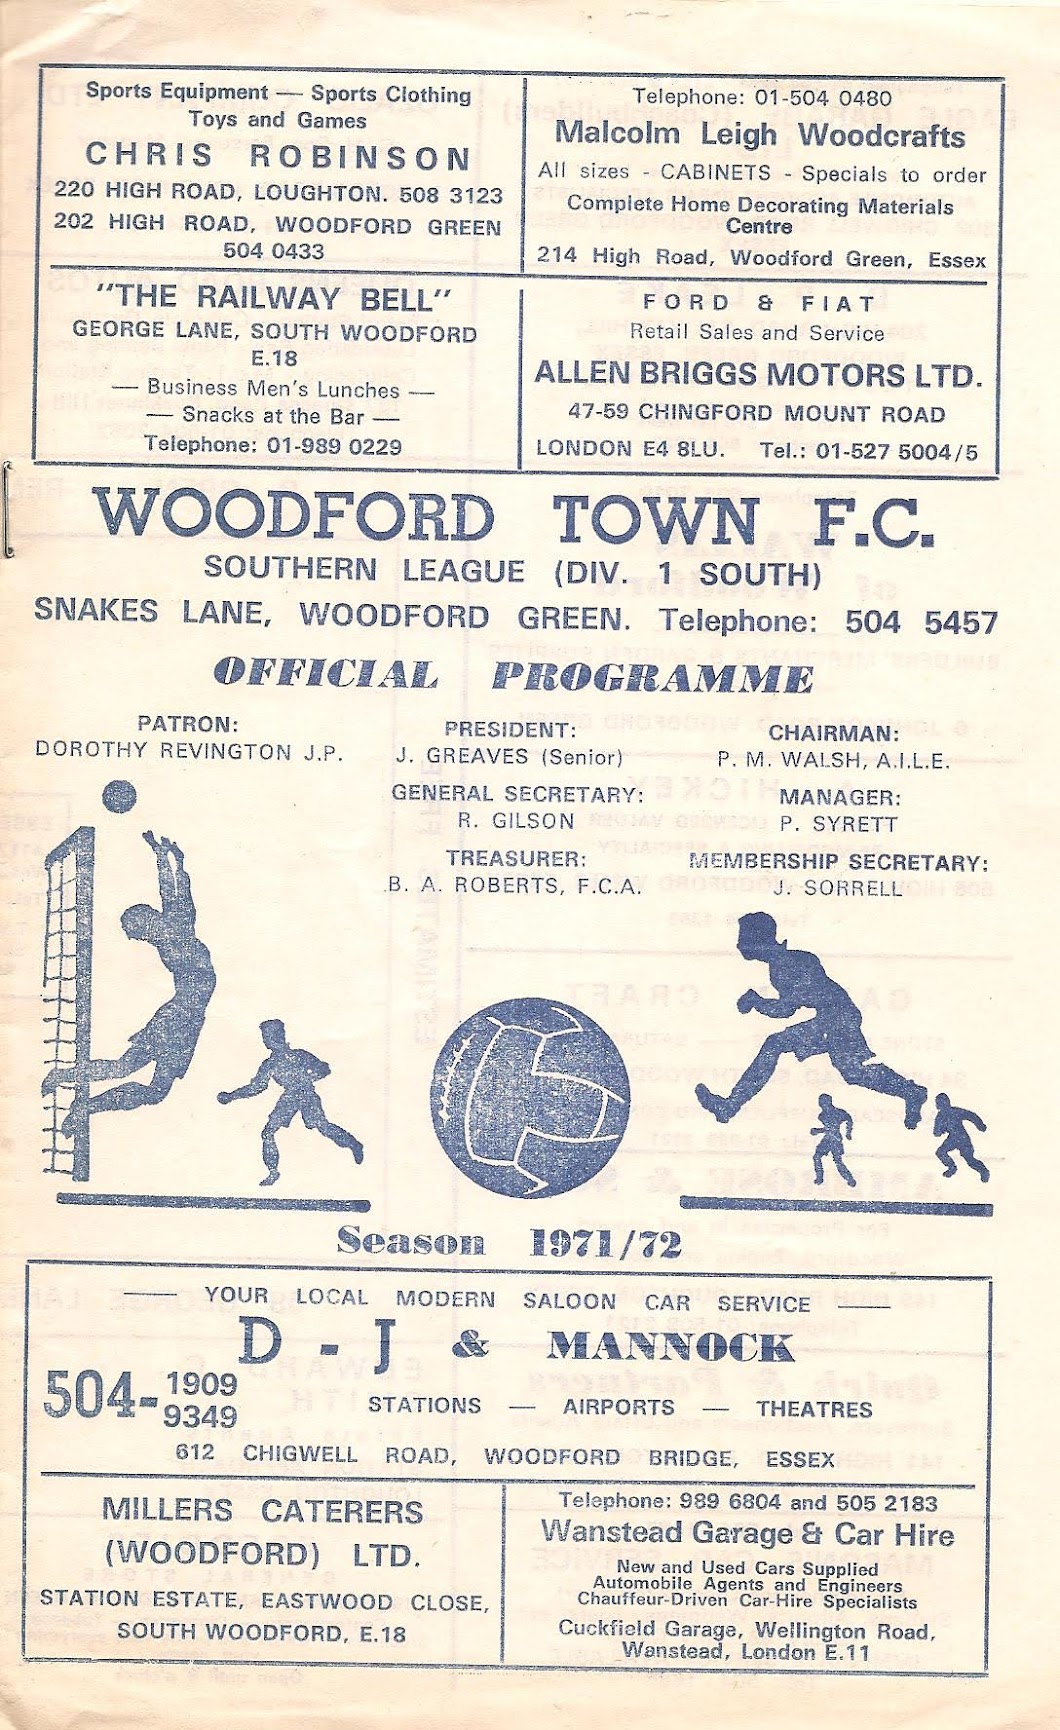 Sports Equipment — Sports Clothing
Toys and Games
CHRIS ROBINSON
220 HIGH ROAD, LOUGHTON. 508 3123
202 HIGH ROAD, WOODFORD GREEN
504 0433
Telephone: 01-504 0480
Malcolm Leigh Woodcrafts
All sizes - CABINETS - Specials to order
Complete Home Decorating Materials
Centre
214 High Road, Woodford Green, Essex
"THE RAILWAY BELL"
GEORGE LANE, SOUTH WOODFORD
E.18
— Business Men's Lunches —
— Snacks at the Bar —
Telephone: 01-989 0229
FORD & FIAT
Retail Sales and Service
ALLEN BRIGGS MOTORS LTD.
47-59 CHINGFORD MOUNT ROAD
LONDON E4 8LU. Tel.: 01-527 5004/5
WOODFORD TOWN F.C.
SOUTHERN LEAGUE (DIV. 1 SOUTH)
SNAKES LANE, WOODFORD GREEN. Telephone: 504 5457
OFFICIAL PROGRAMME
PATRON:
DOROTHY REVINGTON J.P.
PRESIDENT:
J. GREAVES (Senior)
CHAIRMAN:
P. M. WALSH, A.I.L.E.
GENERAL SECRETARY:
R. GILSON
MANAGER:
P. SYRETT
TREASURER:
B. A. ROBERTS, F.C.A.
MEMBERSHIP SECRETARY:
J. SORRELL
Season 1971/72
— YOUR LOCAL MODERN SALOON CAR SERVICE —
D - J & MANNOCK
504-1909
9349
STATIONS — AIRPORTS — THEATRES
612 CHIGWELL ROAD, WOODFORD BRIDGE, ESSEX
MILLERS CATERERS
(WOODFORD) LTD.
STATION ESTATE, EASTWOOD CLOSE,
SOUTH WOODFORD, E.18
Telephone: 989 6804 and 505 2183
Wanstead Garage & Car Hire
New and Used Cars Supplied
Automobile Agents and Engineers
Chauffeur-Driven Car-Hire Specialists
Cuckfield Garage, Wellington Road,
Wanstead, London E.11